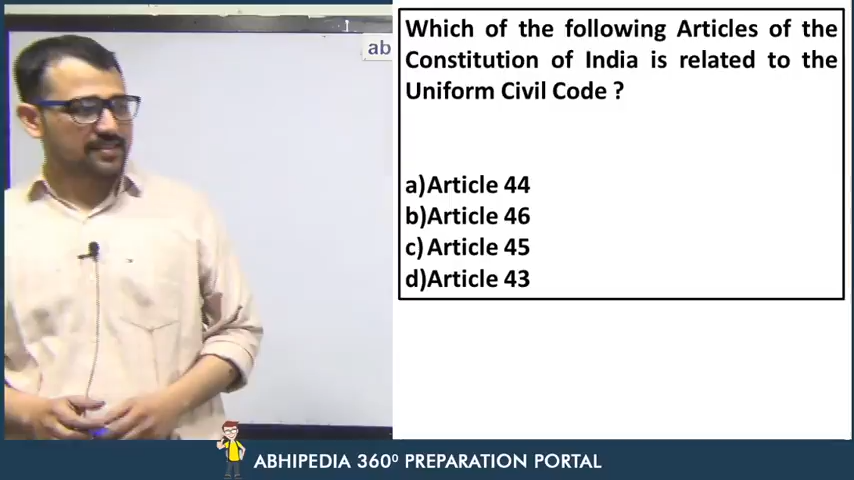 ab
Which of the following Articles of the
Constitution of India is related to the
Uniform Civil Code ?
a)Article 44
b)Article 46
c) Article 45
d)Article 43
ABHIPEDIA 360⁰ PREPARATION PORTAL